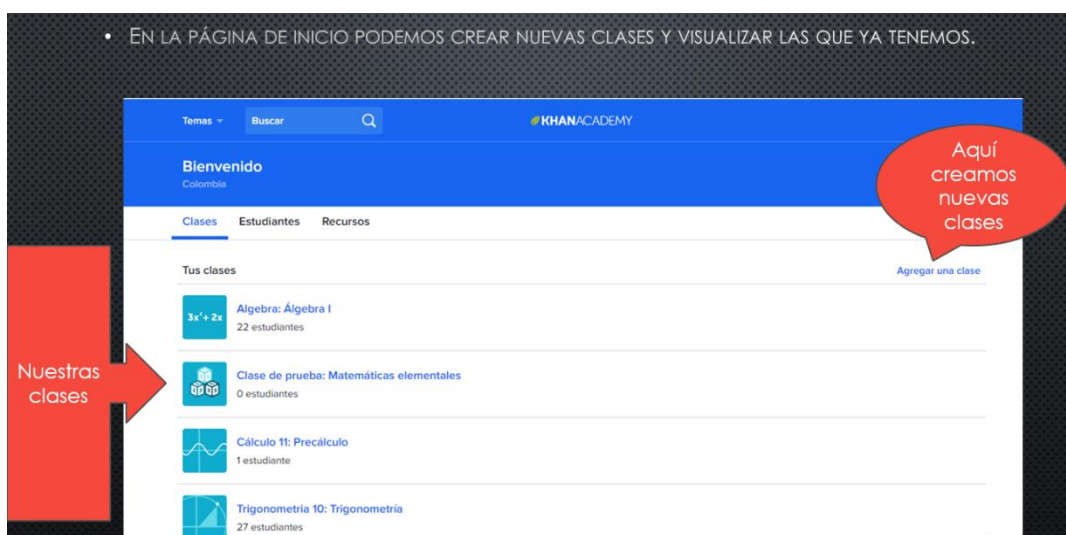 • EN LA PÁGINA DE INICIO PODEMOS CREAR NUEVAS CLASES Y VISUALIZAR LAS QUE YA TENEMOS.
Temas Buscar KHANACADEMY
Bienvenido
Colombia
Aquí
creamos
nuevas
clases
Clases Estudiantes Recursos
Tus clases Agregar una clase
3x²+ 2x
Algebra: Álgebra I
22 estudiantes
Nuestras
clases
Clase de prueba: Matemáticas elementales
0 estudiantes
Cálculo 11: Precálculo
1 estudiante
Trigonometria 10: Trigonometría
27 estudiantes